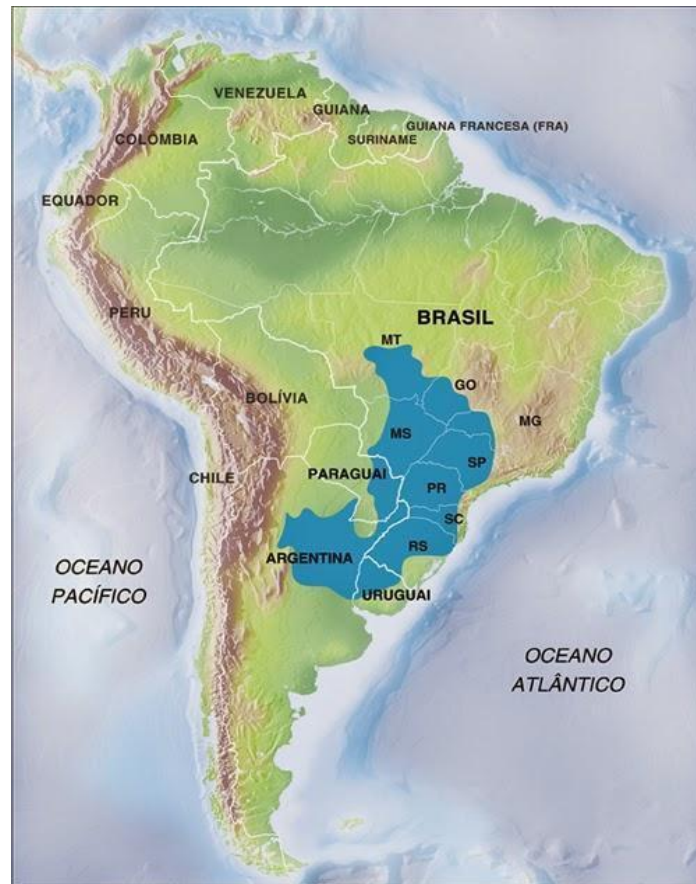 VENEZUELA
GUIANA
GUIANA FRANCESA (FRA)
SURINAME
COLÔMBIA
EQUADOR
PERU
BRASIL
MT
GO
BOLÍVIA
MG
MS
SP
CHILE
PARAGUAI
PR
SC
RS
ARGENTINA
URUGUAI
OCEANO
PACÍFICO
OCEANO
ATLÂNTICO